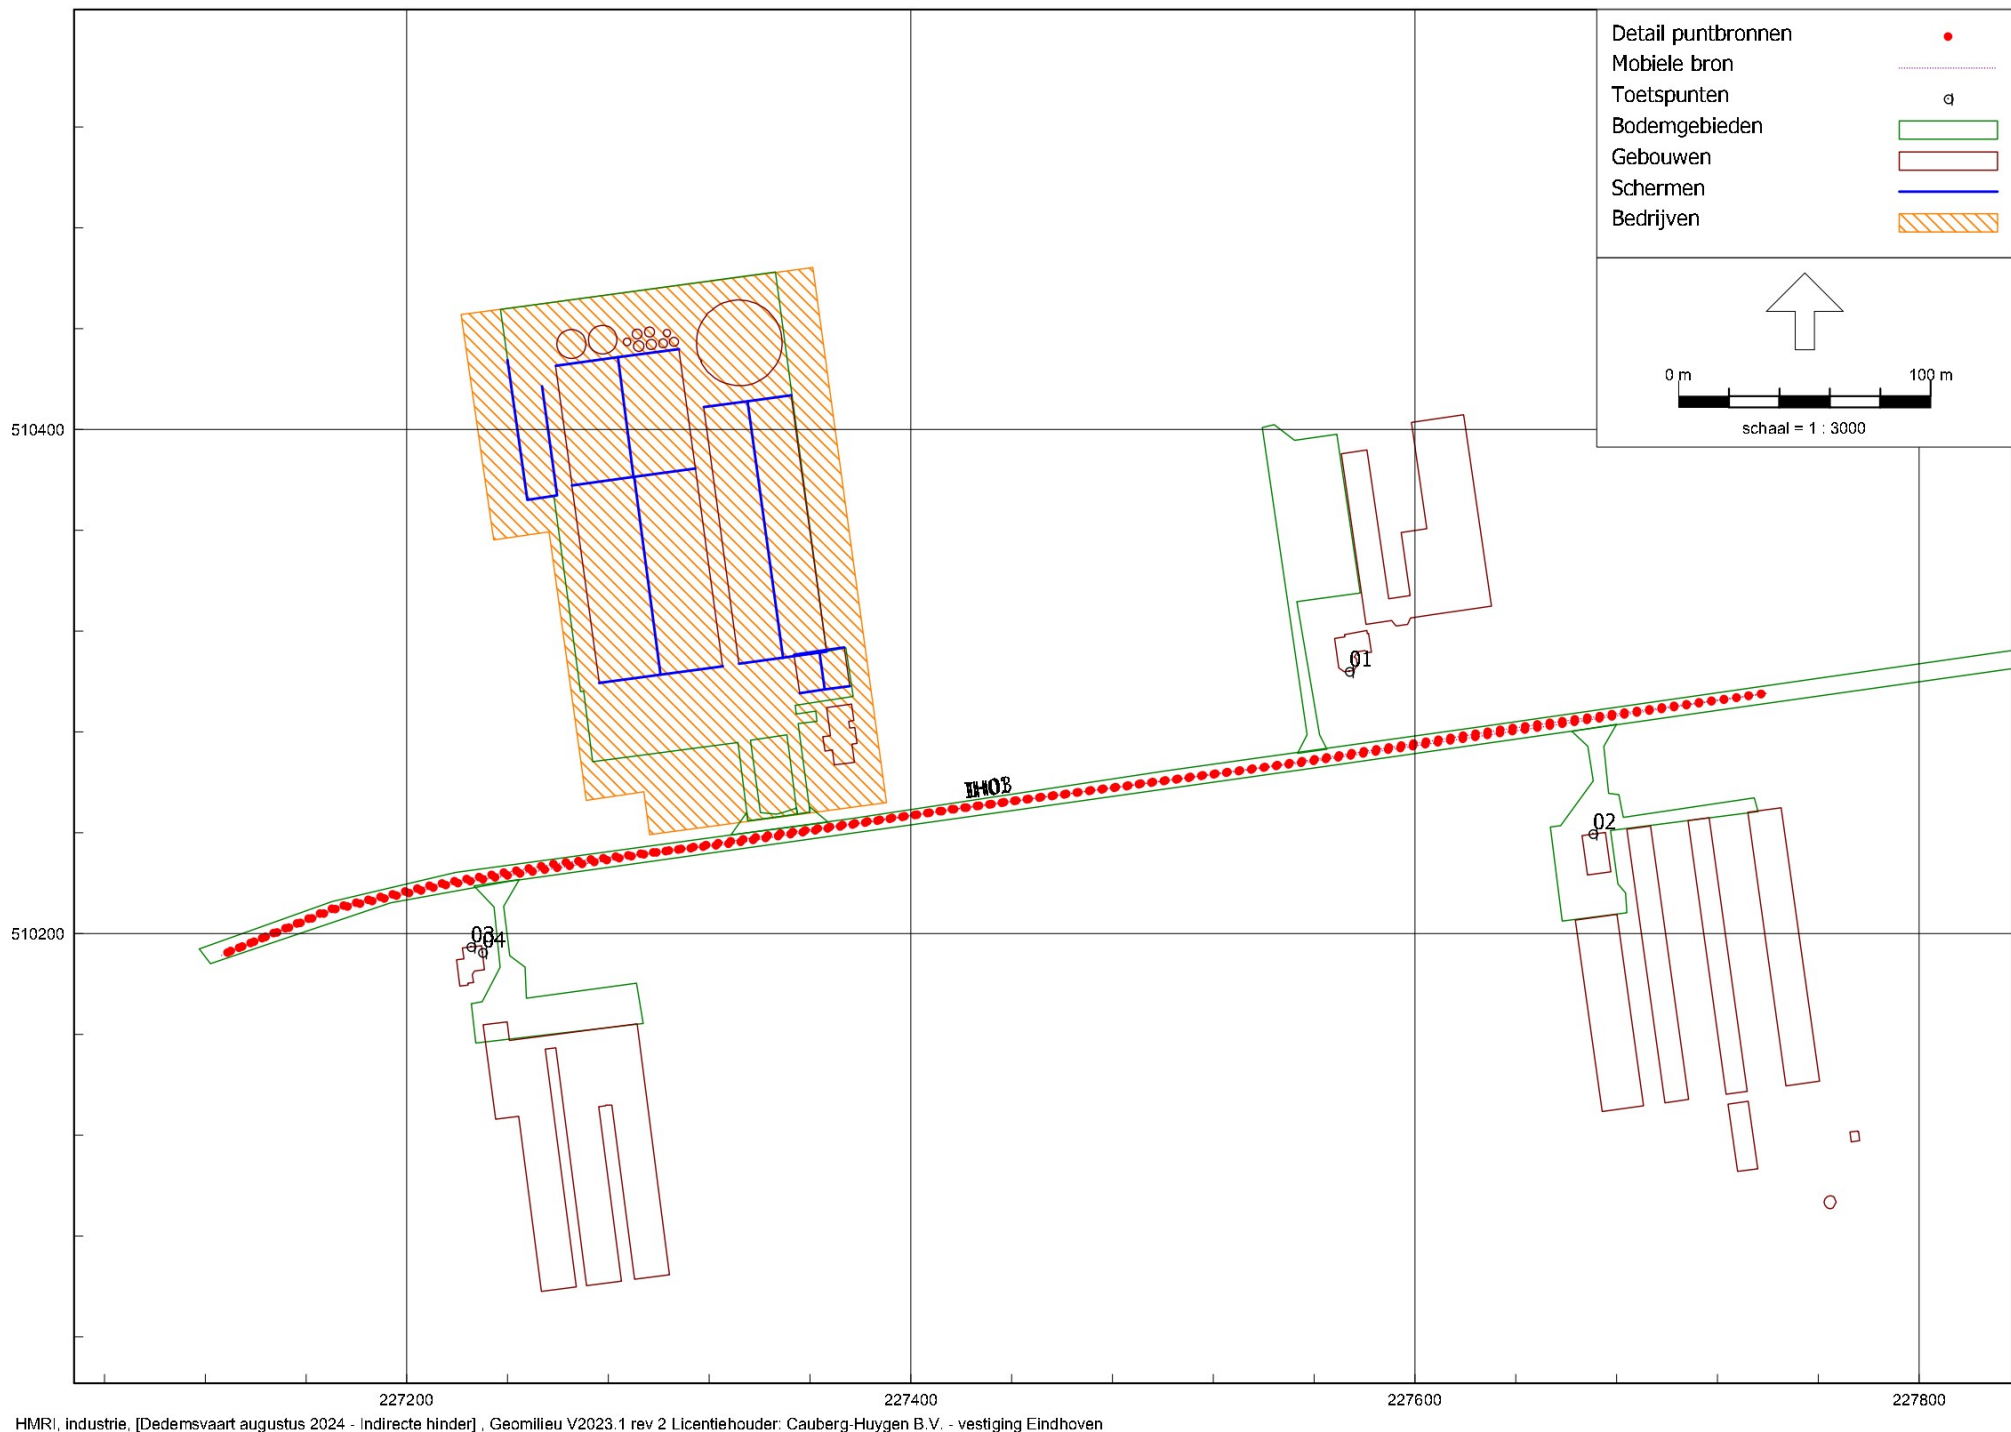 Detail puntbronnen
Mobiele bron
Toetspunten
Bodemgebieden
Gebouwen
Schermen
Bedrijven
0 m
100 m
schaal = 1 : 3000
510400
01
02
03
04
510200
227200
227400
227600
227800
HMRI, industrie, [Dedemsvaart augustus 2024 - Indirecte hinder] , Geomilieu V2023.1 rev 2 Licentiehouder: Cauberg-Huygen B.V. - vestiging Eindhoven